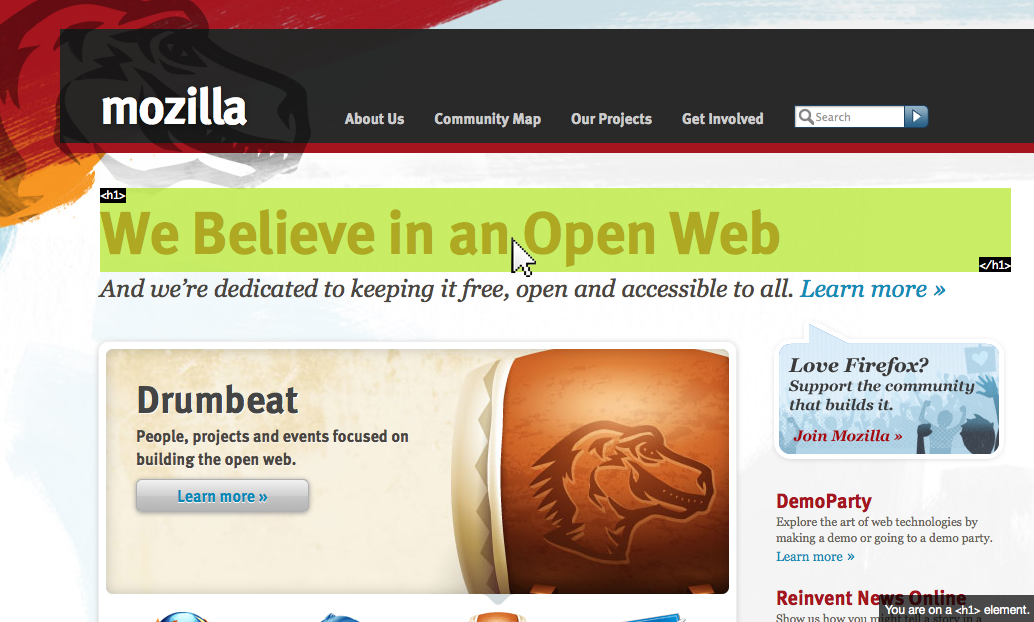 mozilla
About Us Community Map Our Projects Get Involved Search
<h1>
We Believe in an Open Web
</h1>
And we’re dedicated to keeping it free, open and accessible to all. Learn more »
Drumbeat
People, projects and events focused on
building the open web.
Learn more »
Love Firefox?
Support the community
that builds it.
Join Mozilla »
DemoParty
Explore the art of web technologies by
making a demo or going to a demo party.
Learn more »
Reinvent News Online
Show us how you might tell a story in a
You are on a <h1> element.